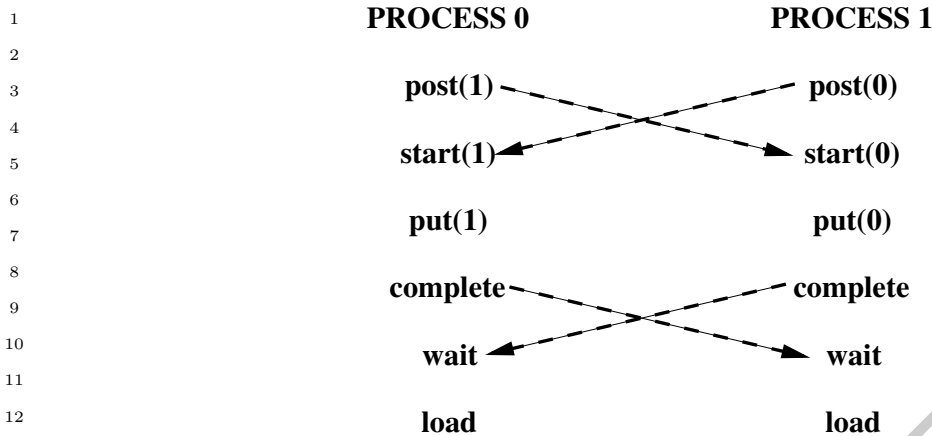 1 PROCESS 0 PROCESS 1
2
3 post(1) post(0)
4
5 start(1) start(0)
6
7 put(1) put(0)
8 complete complete
9
10 wait wait
11
12 load load